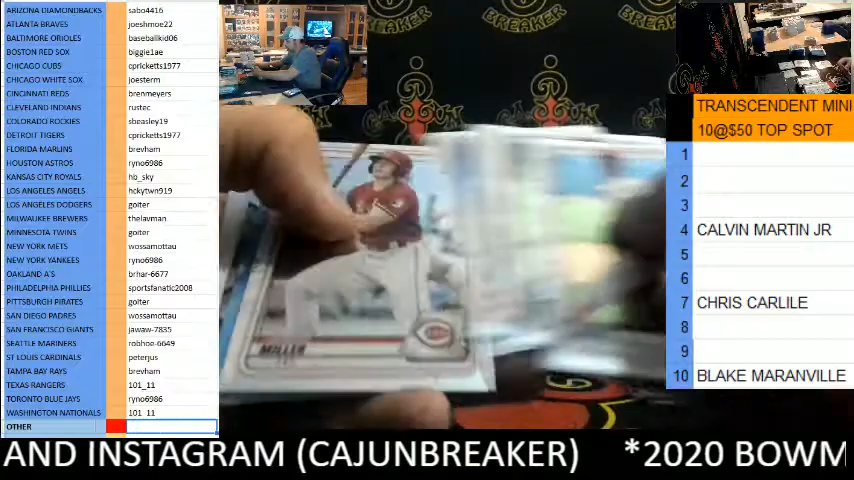 ARIZONA DIAMONDBACKS sabo4416
ATLANTA BRAVES joeshmoe22
BALTIMORE ORIOLES baseballkid06
BOSTON RED SOX biggie1ae
CHICAGO CUBS cpricketts1977
CHICAGO WHITE SOX joesterm
CINCINNATI REDS brenmeyers
CLEVELAND INDIANS rustec
COLORADO ROCKIES sbeasley19
DETROIT TIGERS cpricketts1977
FLORIDA MARLINS brevham
HOUSTON ASTROS ryno6986
KANSAS CITY ROYALS hb_sky
LOS ANGELES ANGELS hckytwn919
LOS ANGELES DODGERS goiter
MILWAUKEE BREWERS thelavman
MINNESOTA TWINS goiter
NEW YORK METS wossamottau
NEW YORK YANKEES ryno6986
OAKLAND A'S brhar-6677
PHILADELPHIA PHILLIES sportsfanatic2008
PITTSBURGH PIRATES goiter
SAN DIEGO PADRES wossamottau
SAN FRANCISCO GIANTS jawaw-7835
SEATTLE MARINERS robhoe-6649
ST LOUIS CARDINALS peterjus
TAMPA BAY RAYS brevham
TEXAS RANGERS 101_11
TORONTO BLUE JAYS ryno6986
WASHINGTON NATIONALS 101_11
OTHER
BREAKER
CAJUN
MILLER
TRANSCENDENT MINI
10@$50 TOP SPOT
1
2
3
4 CALVIN MARTIN JR
5
6
7 CHRIS CARLILE
8
9
10 BLAKE MARANVILLE
AND INSTAGRAM (CAJUNBREAKER) *2020 BOWM